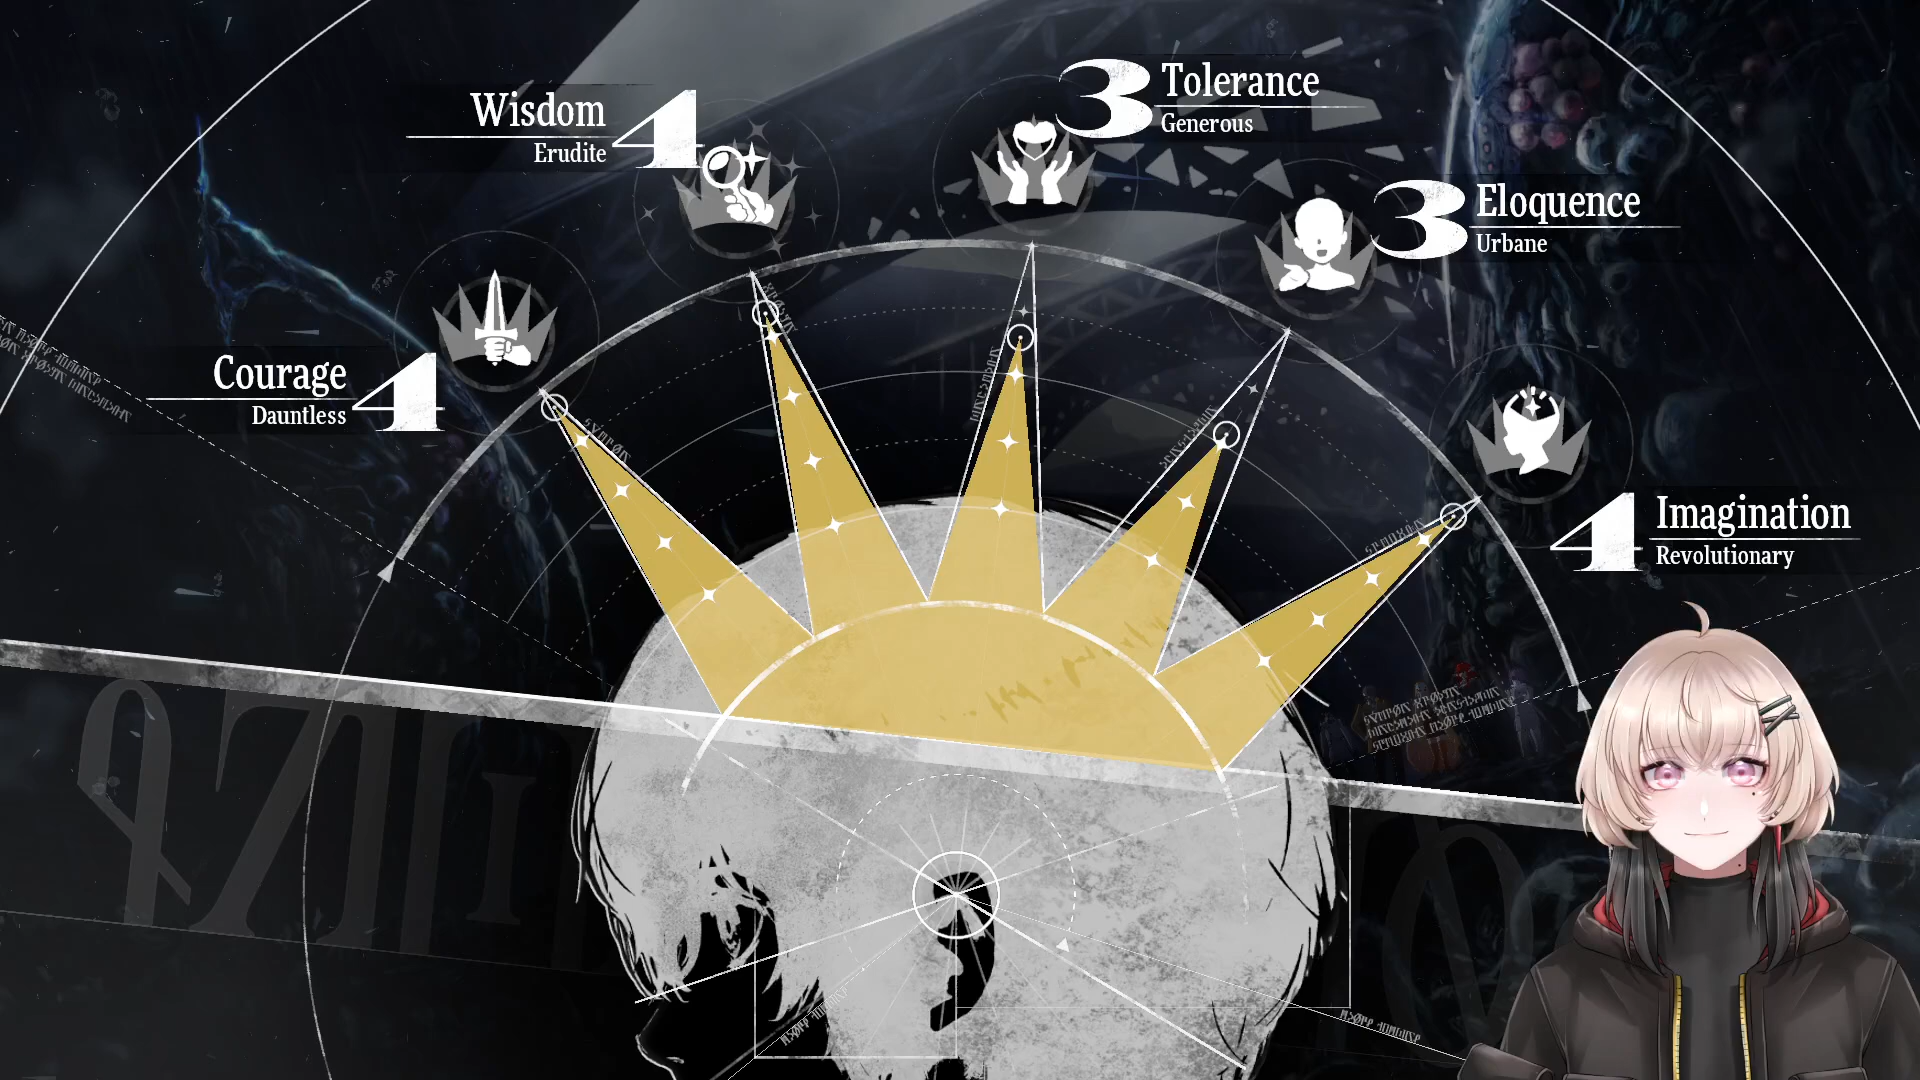 Wisdom
4
Erudite
3
Tolerance
Generous
3
Eloquence
Urbane
Courage
4
Dauntless
4
Imagination
Revolutionary